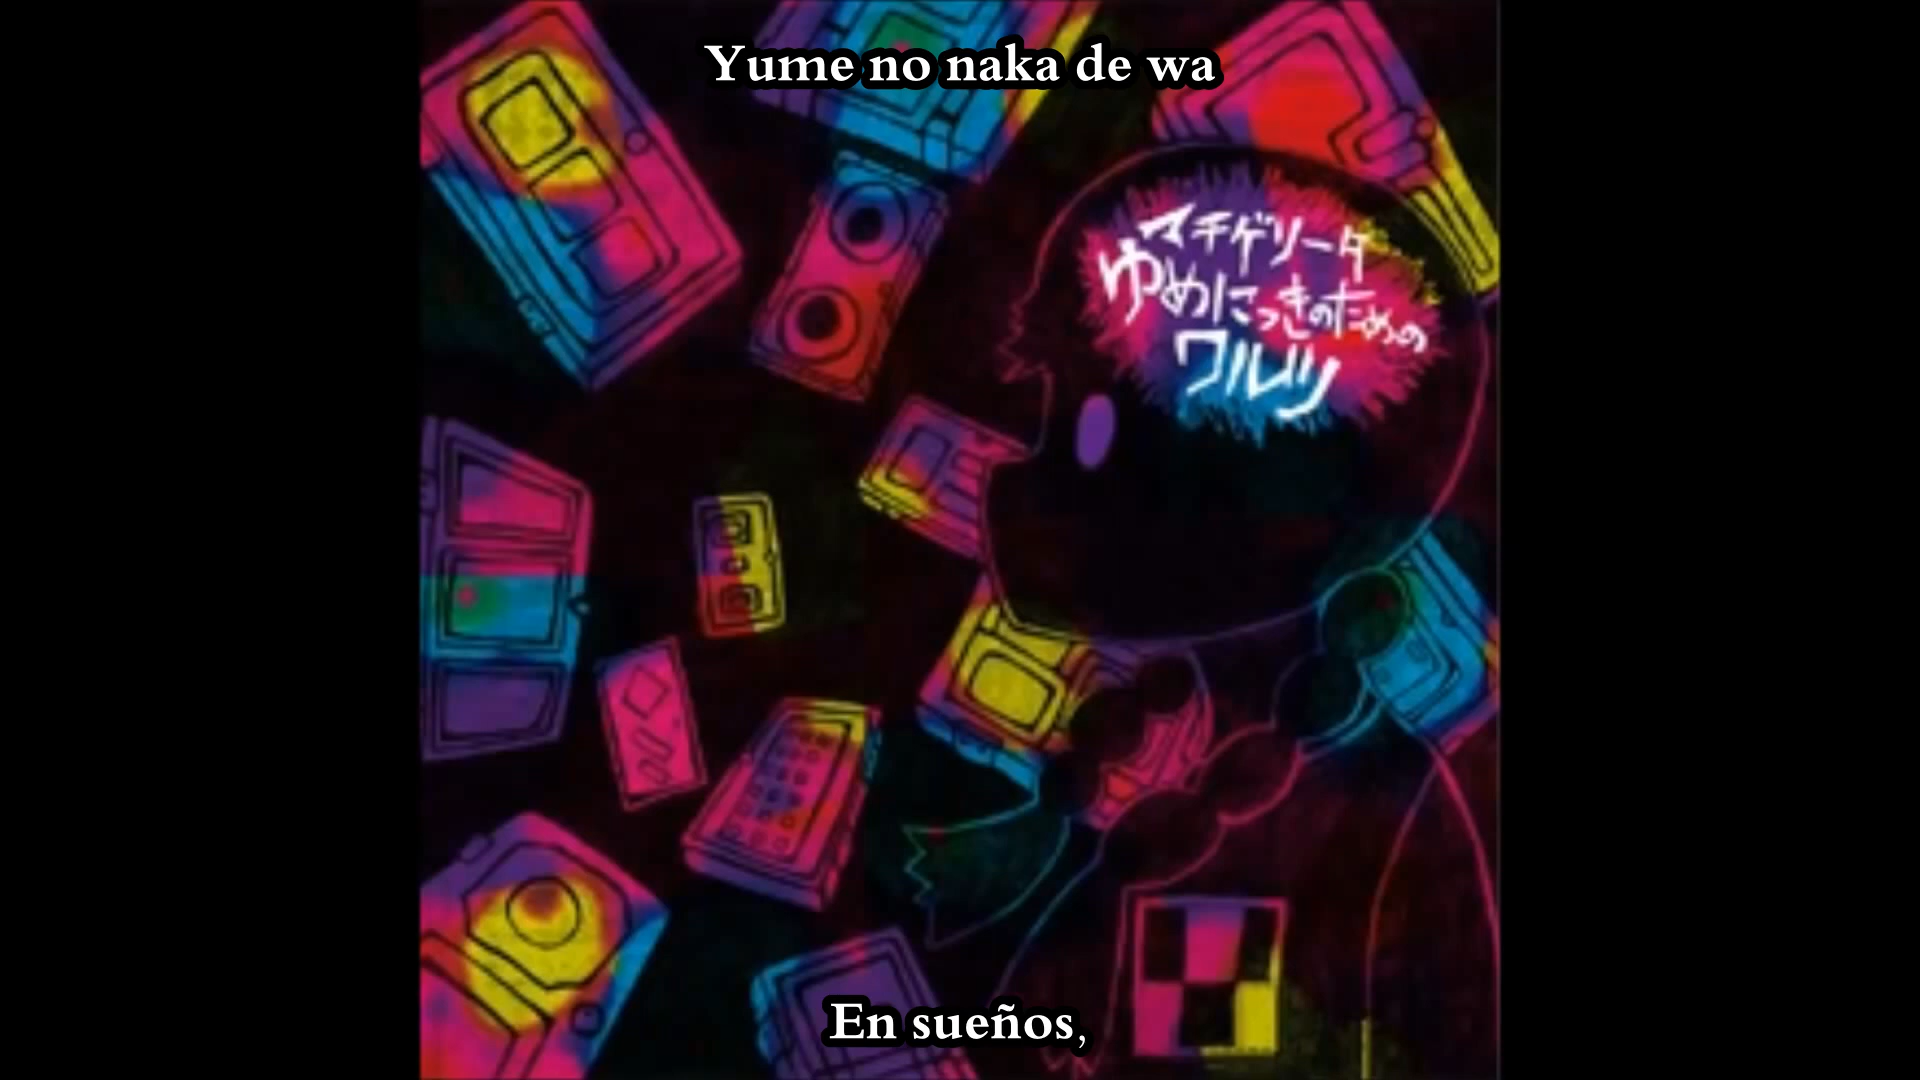 Yume no naka de wa
マチゲリータ
ゆめにっきのための
ワルツ
En sueños,